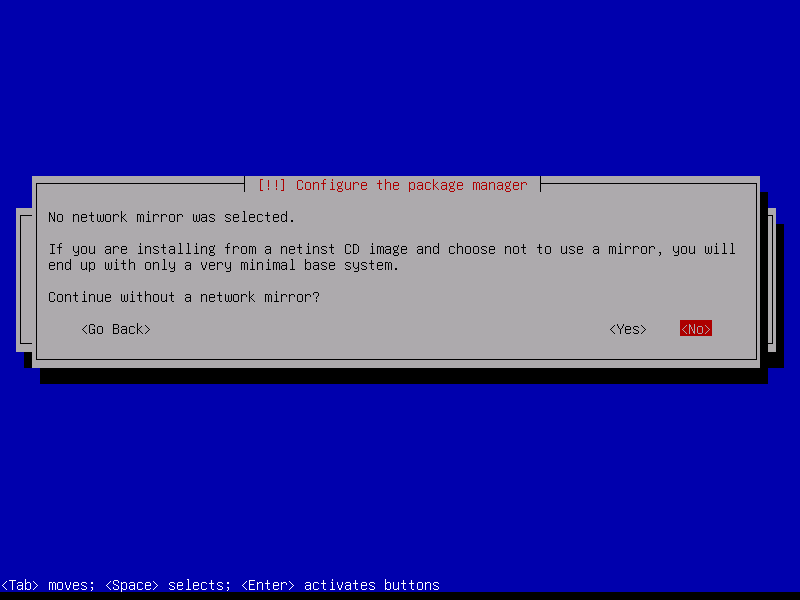 [!!] Configure the package manager
No network mirror was selected.
If you are installing from a netinst CD image and choose not to use a mirror, you will
end up with only a very minimal base system.
Continue without a network mirror?
<Go Back> <Yes> <No>
<Tab> moves; <Space> selects; <Enter> activates buttons